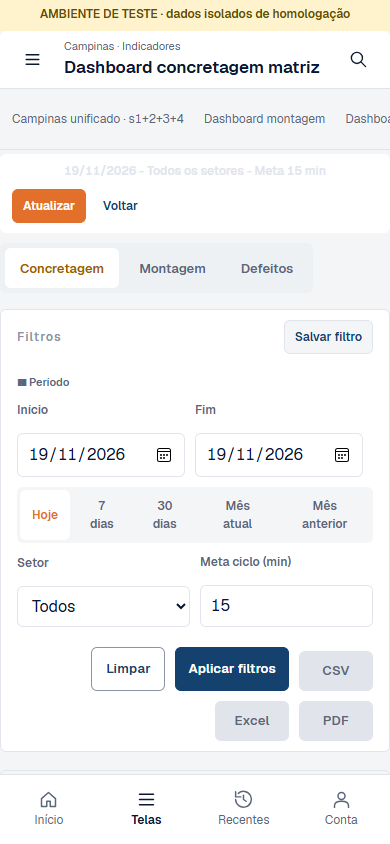 AMBIENTE DE TESTE · dados isolados de homologação
Campinas · Indicadores
Dashboard concretagem matriz
Campinas unificado · s1+2+3+4 Dashboard montagem Dashboa
19/11/2026 - Todos os setores - Meta 15 min
Atualizar Voltar
Concretagem Montagem Defeitos
Filtros Salvar filtro
Período
Início Fim
19/11/2026 19/11/2026
Hoje 7 dias 30 dias Mês atual Mês anterior
Setor Meta ciclo (min)
Todos 15
Limpar Aplicar filtros CSV
Excel PDF
Início Telas Recentes Conta